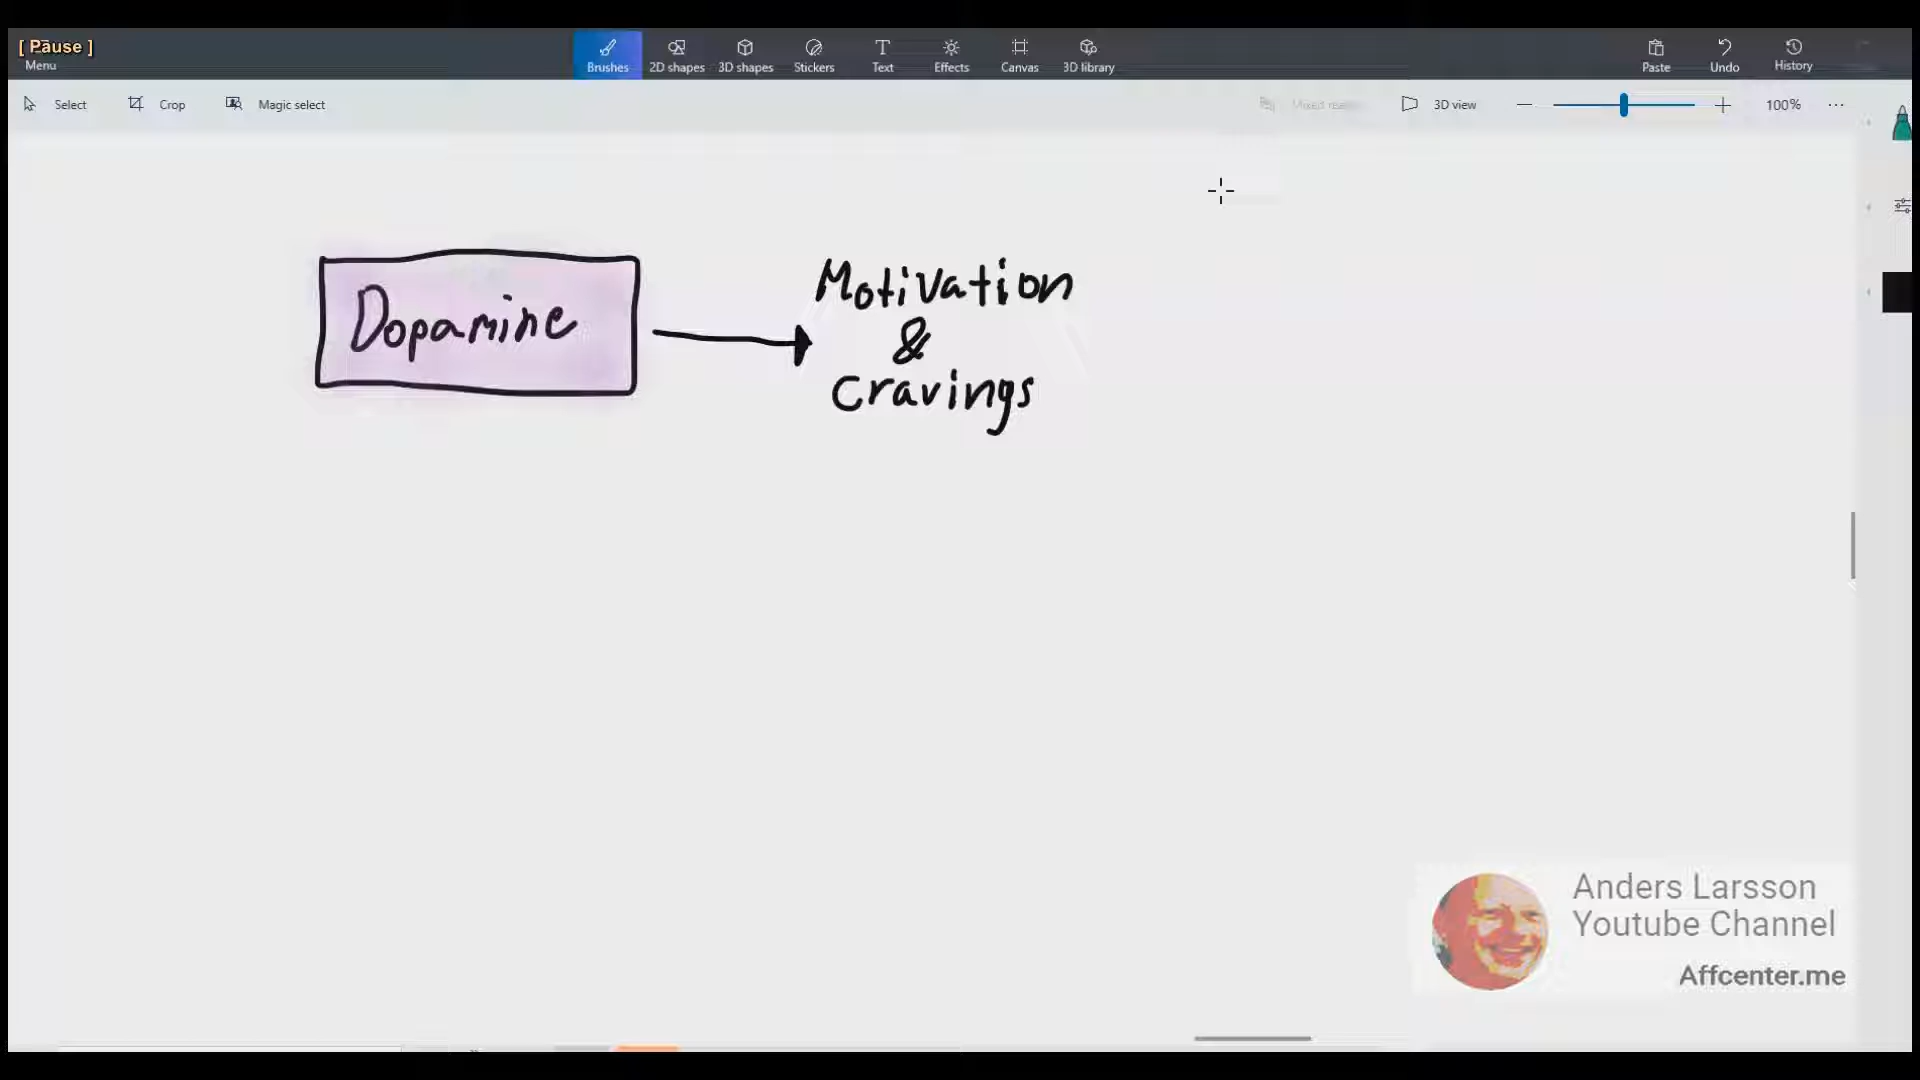 [ Pause ]
Menu
Brushes
2D shapes
3D shapes
Stickers
Text
Effects
Canvas
3D library
Paste
Undo
History
Select
Crop
Magic select
3D view
100%
Dopamine
Motivation
&
Cravings
Anders Larsson
Youtube Channel
Affcenter.me